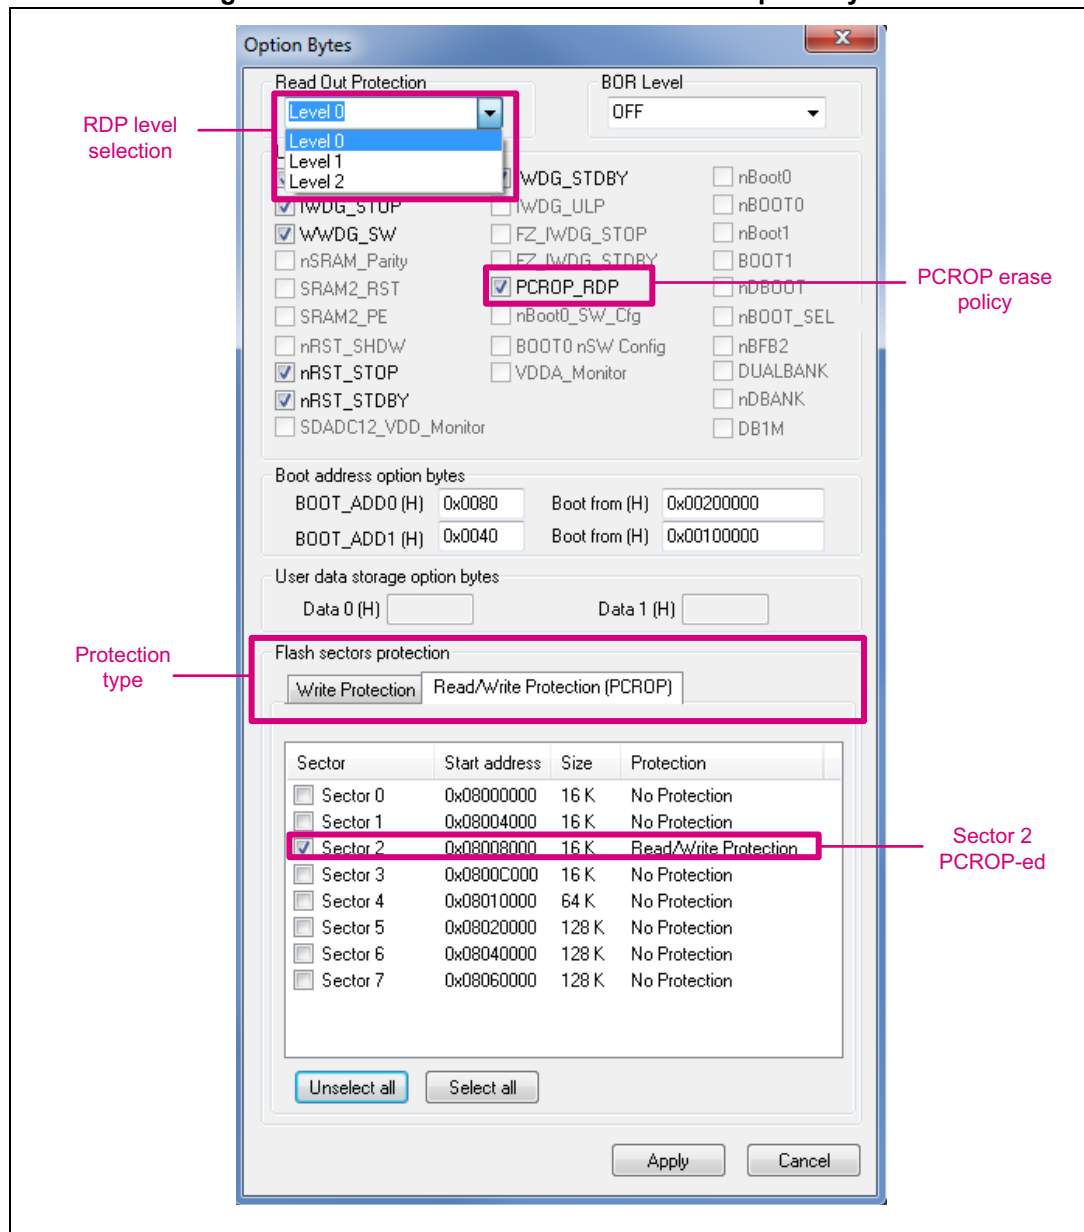 Option Bytes
Read Out Protection BOR Level
Level 0 OFF
RDP level
selection
Level 0
Level 1
Level 2 WDG_STDBY nBoot0
IWDG_STOP IWDG_ULP nBOOT0
WWDG_SW FZ_IWDG_STOP nBoot1
nSRAM_Parity FZ_IWDG_STDBY BOOT1
SRAM2_RST PCROP_RDP nDBOOT
PCROP erase
policy
SRAM2_PE nBoot0_SW_Cfg nBOOT_SEL
nRST_SHDW BOOT0 nSW Config nBFB2
nRST_STOP VDDA_Monitor DUALBANK
nRST_STDBY nDBANK
SDADC12_VDD_Monitor DB1M
Boot address option bytes
BOOT_ADD0 (H) 0x0080 Boot from (H) 0x00200000
BOOT_ADD1 (H) 0x0040 Boot from (H) 0x00100000
User data storage option bytes
Data 0 (H) Data 1 (H)
Protection
type
Flash sectors protection
Write Protection Read/Write Protection (PCROP)
Sector Start address Size Protection
Sector 0 0x08000000 16 K No Protection
Sector 1 0x08004000 16 K No Protection
Sector 2 0x08008000 16 K Read/Write Protection
Sector 2
PCROP-ed
Sector 3 0x0800C000 16 K No Protection
Sector 4 0x08010000 64 K No Protection
Sector 5 0x08020000 128 K No Protection
Sector 6 0x08040000 128 K No Protection
Sector 7 0x08060000 128 K No Protection
Unselect all Select all
Apply Cancel